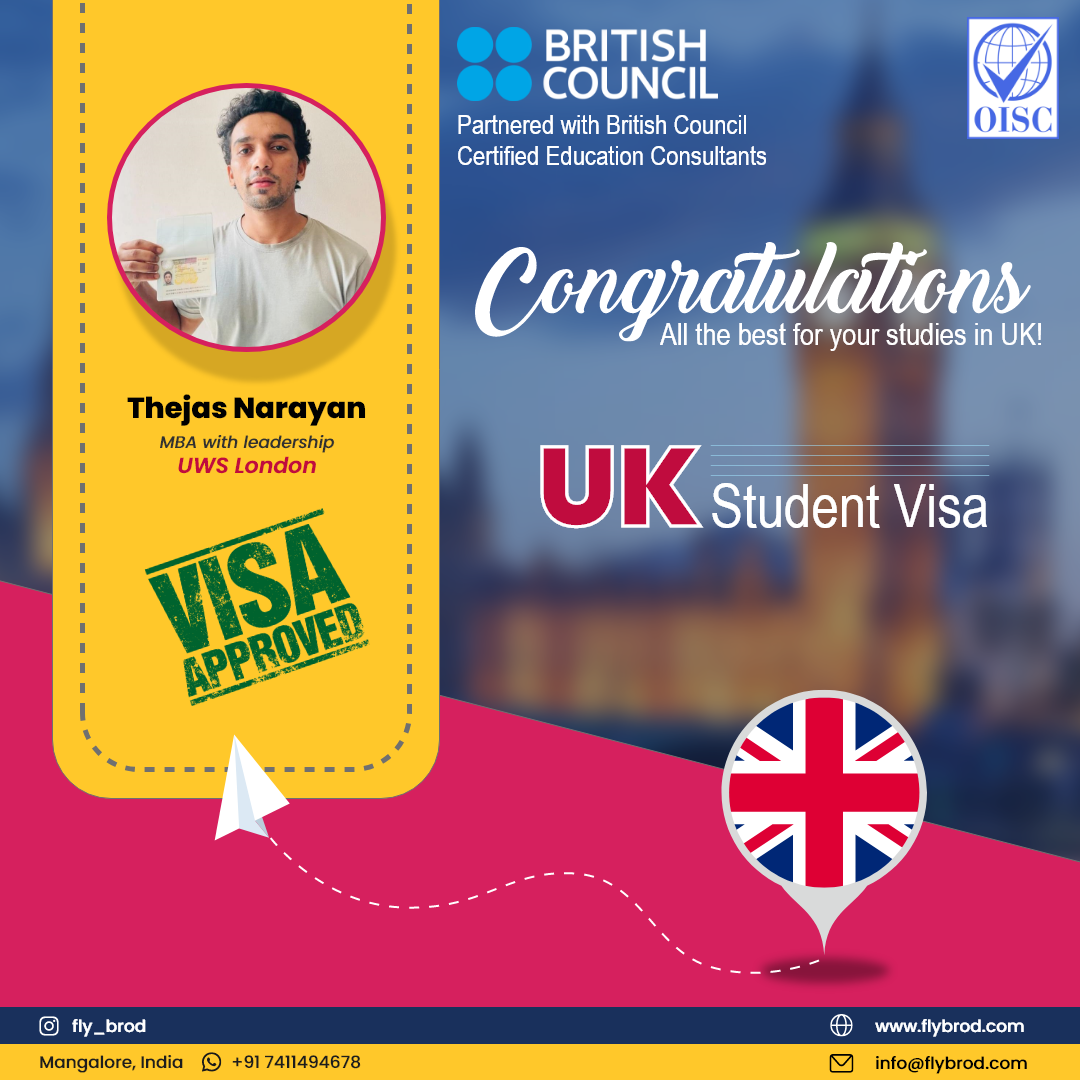 BRITISH
COUNCIL
Partnered with British Council
Certified Education Consultants
OISC
Congratulations
All the best for your studies in UK!
UK Student Visa
Thejas Narayan
MBA with leadership
UWS London
VISA
APPROVED
fly_brod
www.flybrod.com
Mangalore, India +91 7411494678
info@flybrod.com